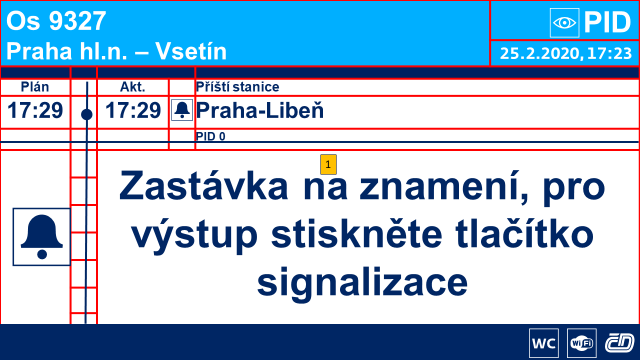 Os 9327
PID
Praha hl.n. – Vsetín
25.2.2020, 17:23
Plán
Akt.
Příští stanice
17:29
17:29
Praha-Libeň
PID 0
1
Zastávka na znamení, pro
výstup stiskněte tlačítko
signalizace
WC
WiFi
ČD